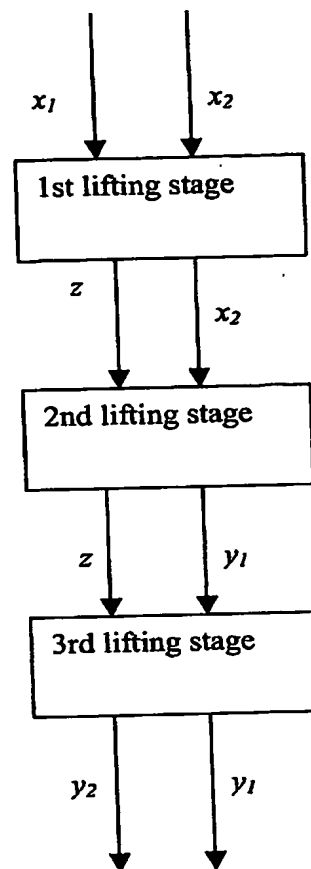 x₁ x₂
1st lifting stage
z
x₂
2nd lifting stage
z y₁
3rd lifting stage
y₂ y₁